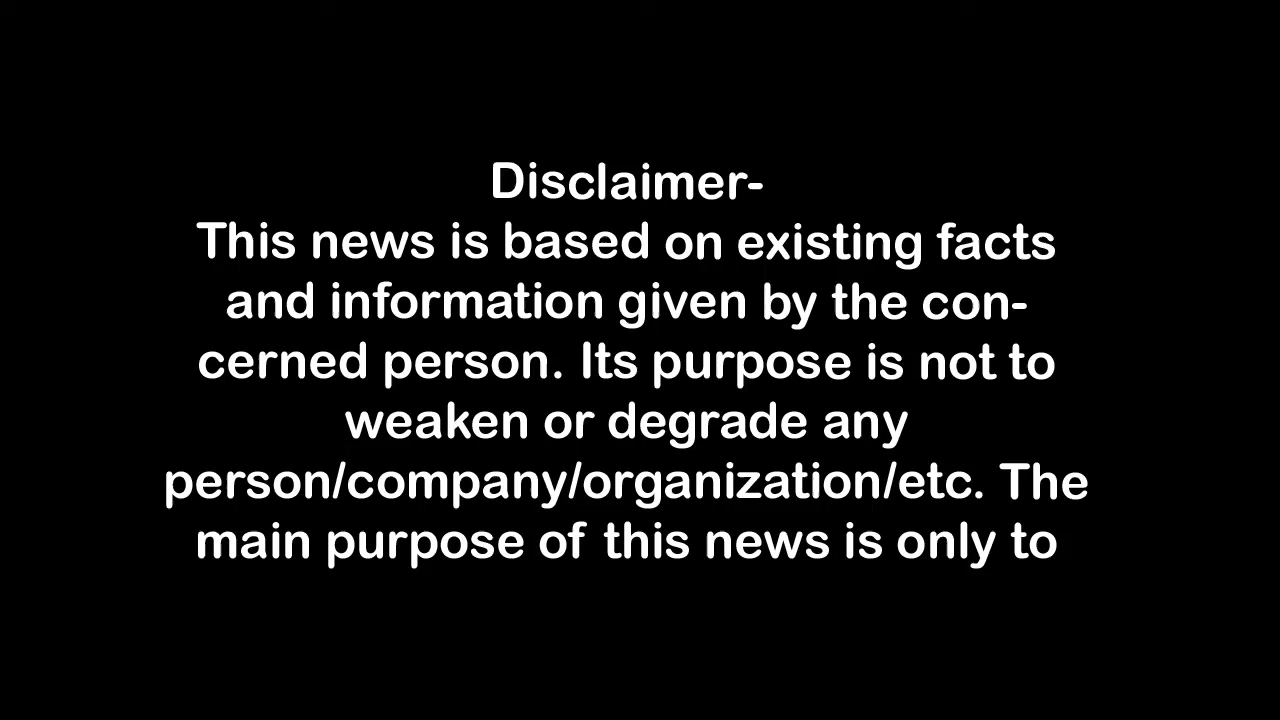 Disclaimer-
This news is based on existing facts
and information given by the con-
cerned person. Its purpose is not to
weaken or degrade any
person/company/organization/etc. The
main purpose of this news is only to